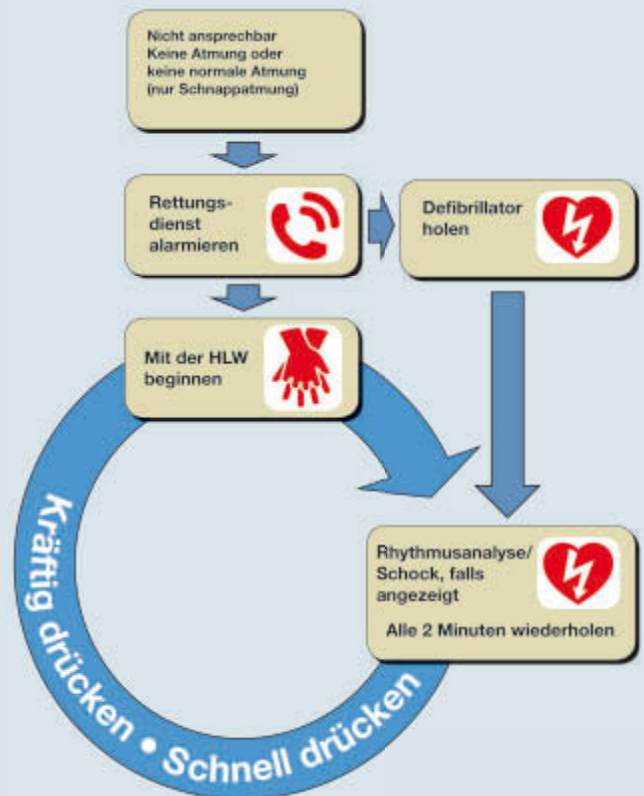 Nicht ansprechbar
Keine Atmung oder
keine normale Atmung
(nur Schnappatmung)
Rettungs-
dienst
alarmieren
Defibrillator
holen
Mit der HLW
beginnen
Rhythmusanalyse/
Schock, falls
angezeigt
Alle 2 Minuten wiederholen
Kräftig drücken • Schnell drücken